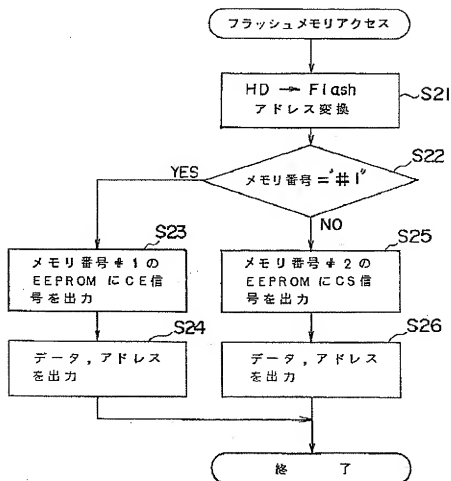 フラッシュメモリアクセス
HD → Flash
アドレス変換
S21
S22
メモリ番号="#1"
YES
NO
S23
メモリ番号#1の
EEPROMにCE信
号を出力
S24
データ,アドレス
を出力
S25
メモリ番号#2の
EEPROMにCS信
号を出力
S26
データ,アドレス
を出力
終 了